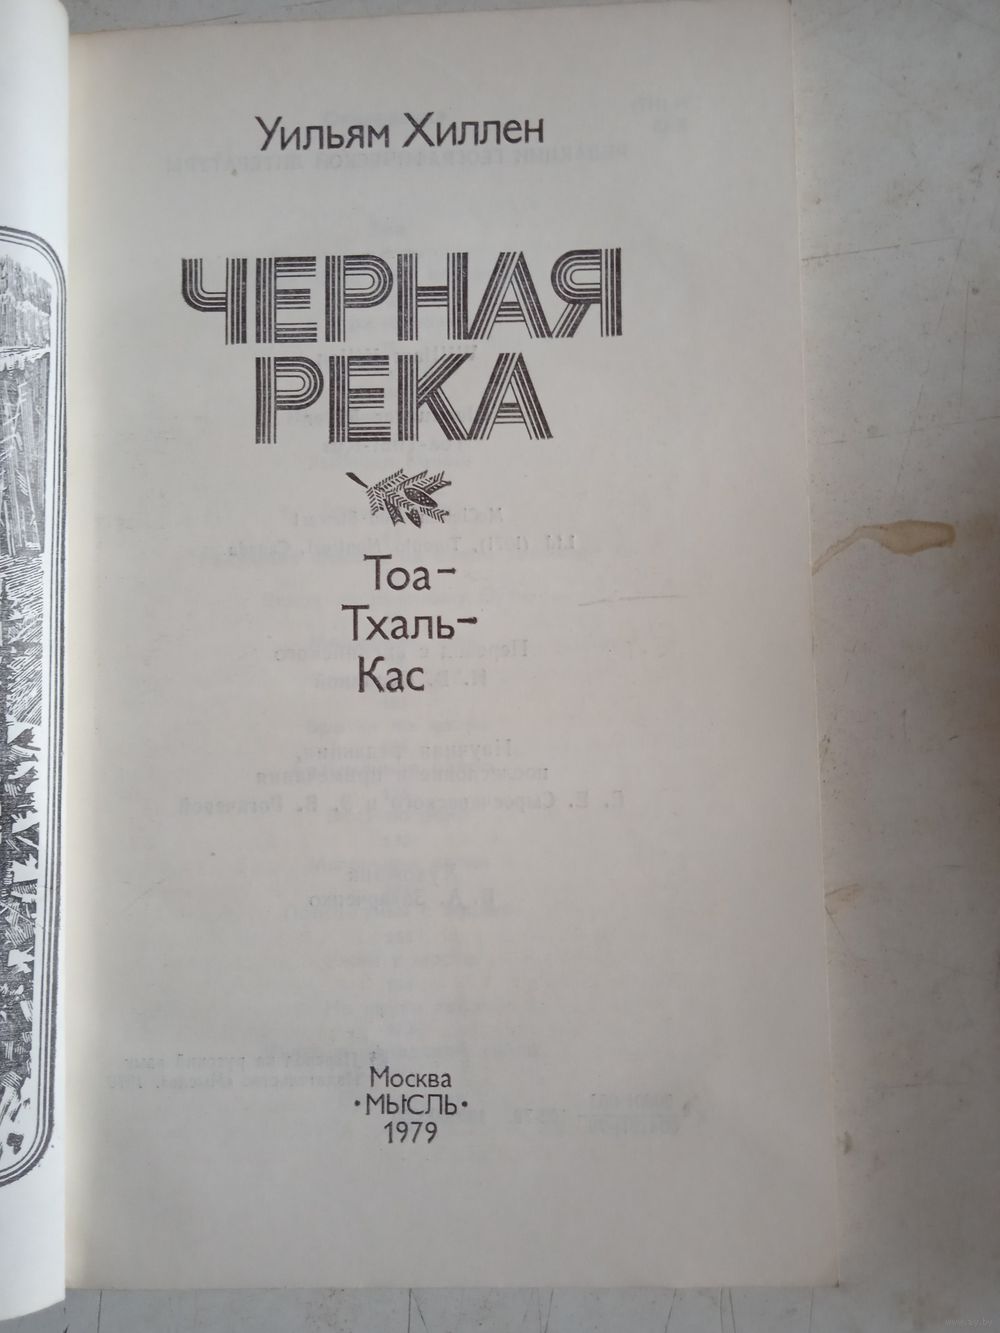 Уильям Хиллен
ЧЕРНАЯ
РЕКА
Тоа-
Тхаль-
Кас
Москва
·МЫСЛЬ·
1979